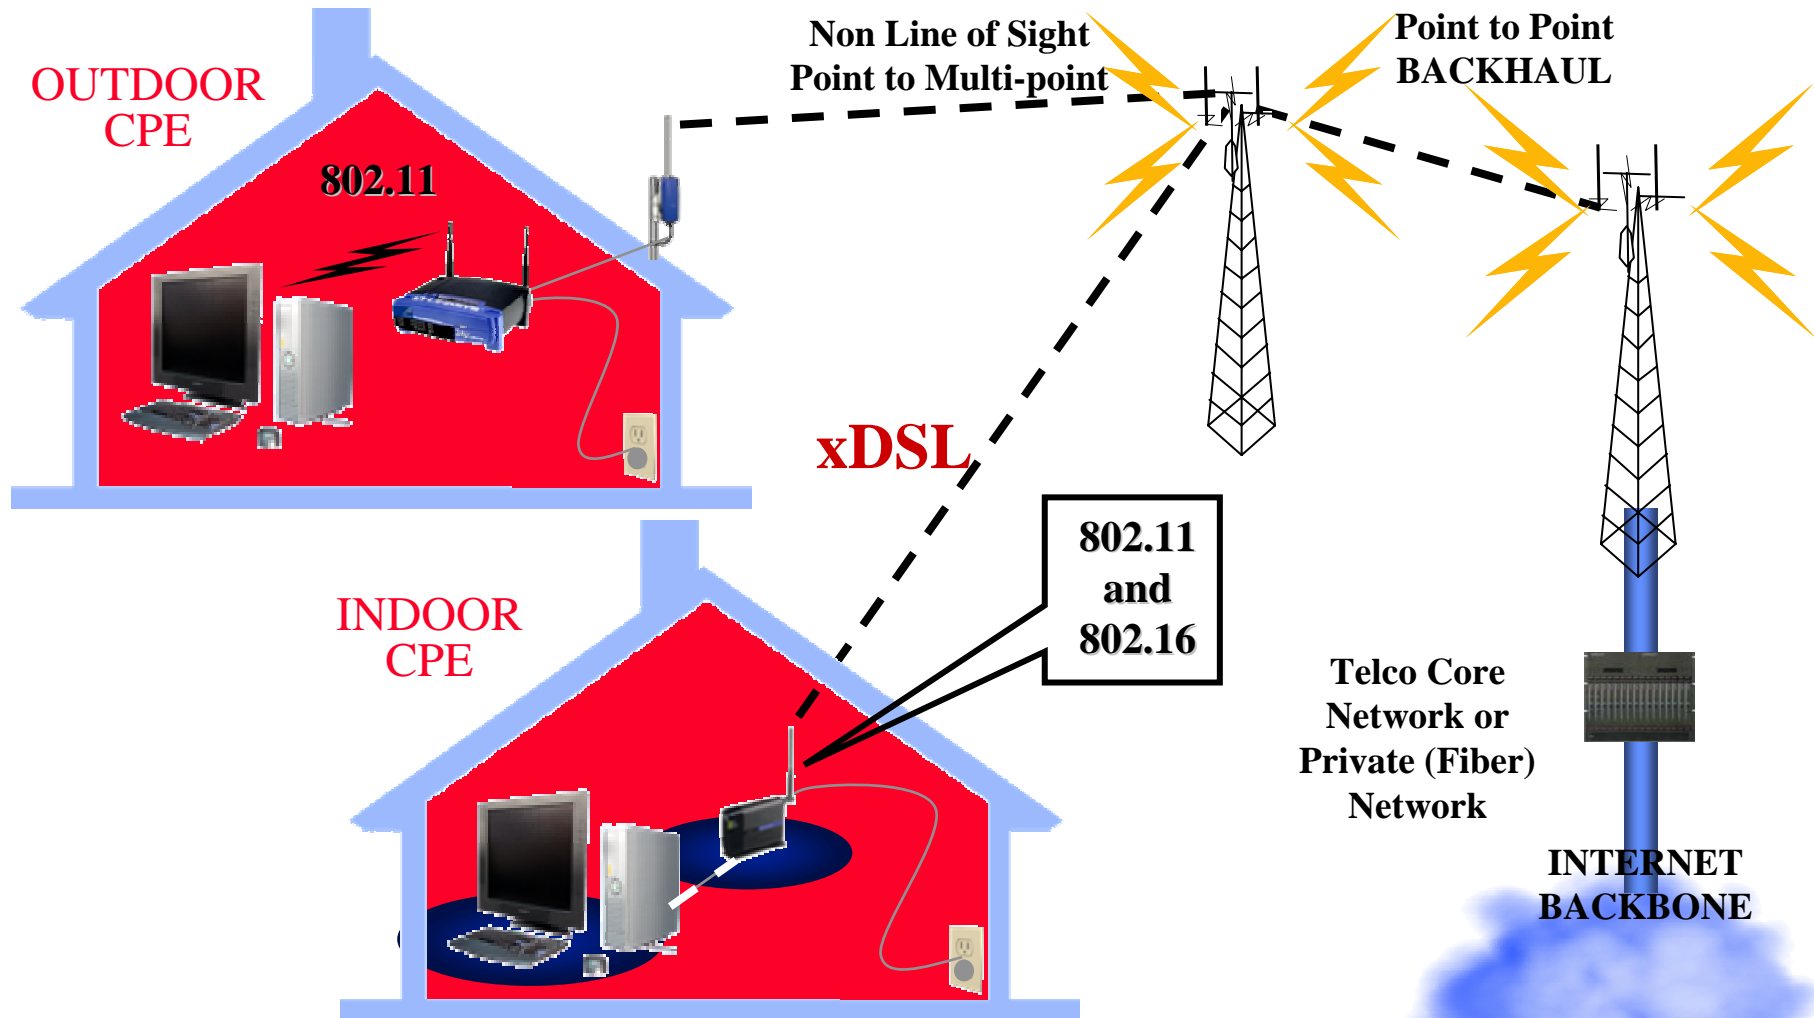 Non Line of Sight
Point to Multi-point
Point to Point
BACKHAUL
OUTDOOR
CPE
802.11
xDSL
802.11
and
802.16
INDOOR
CPE
Telco Core
Network or
Private (Fiber)
Network
INTERNET
BACKBONE